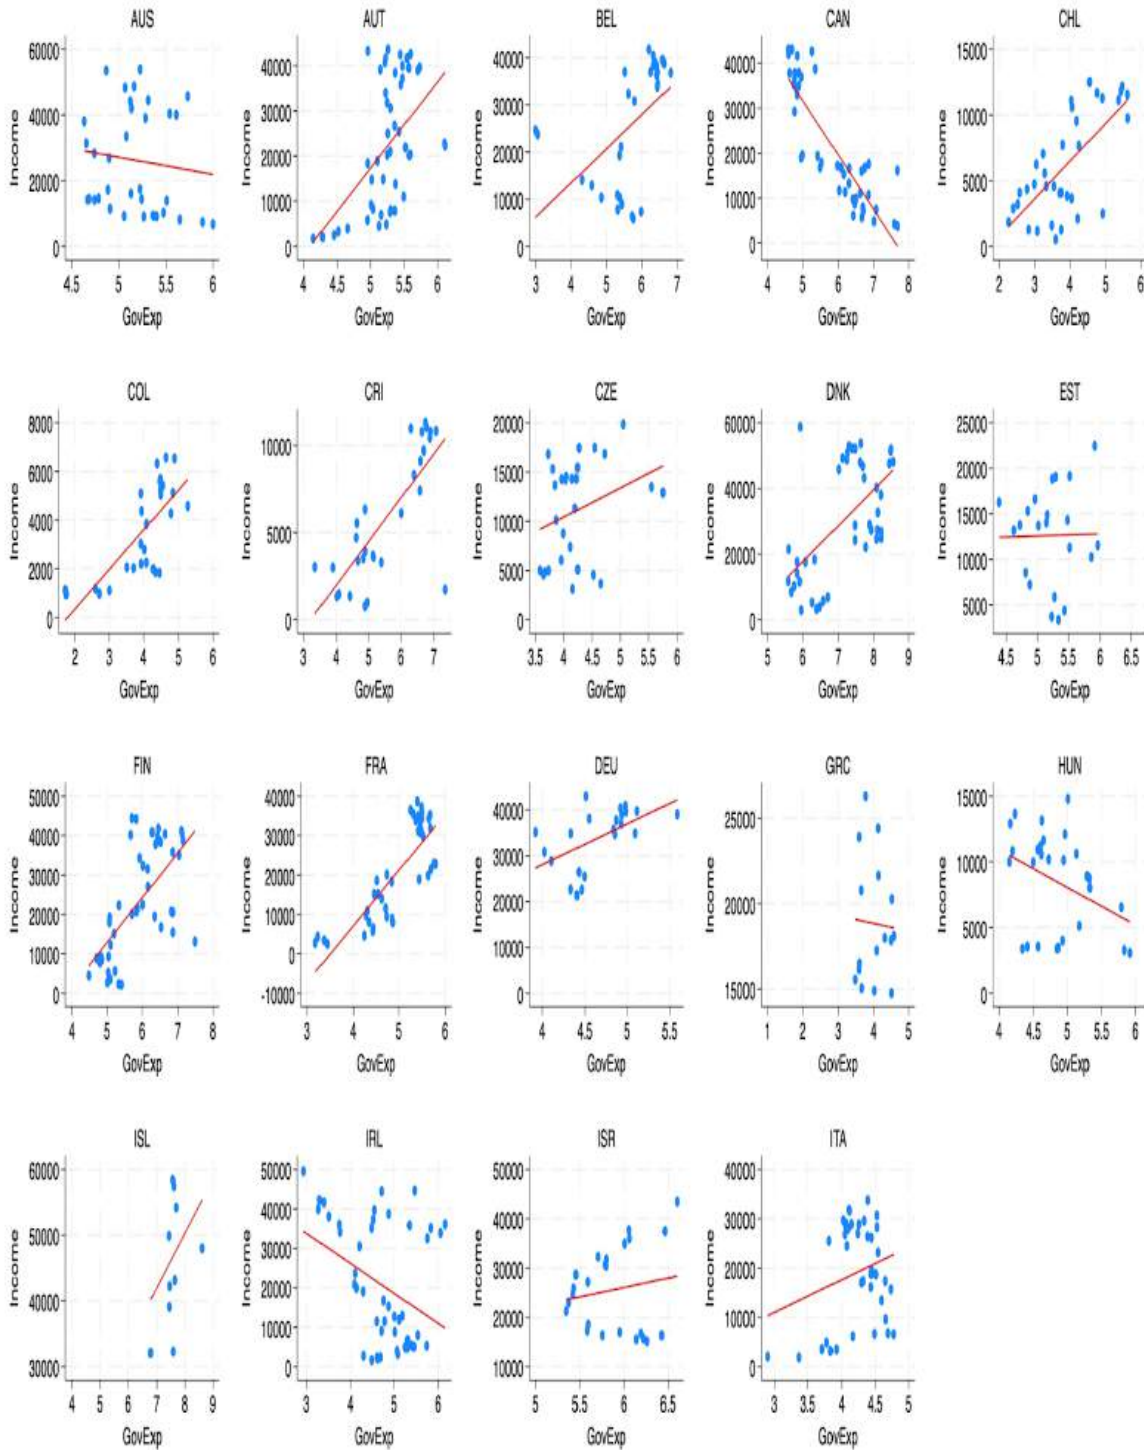 AUS AUT BEL CAN CHL
60000 40000 40000 40000 15000
40000 30000 30000 30000 10000
20000 20000 20000 20000 5000
0 10000 10000 10000 0
0 0 0
4.5 5 5.5 6 4 4.5 5 5.5 6 3 4 5 6 7 4 5 6 7 8 2 3 4 5 6
GovExp GovExp GovExp GovExp GovExp
Income Income Income Income Income
COL CRI CZE DNK EST
8000 10000 20000 60000 25000
6000 5000 15000 40000 20000
4000 0 10000 20000 15000
2000 5000 0 10000
0 0 5000
2 3 4 5 6 3 4 5 6 7 3.5 4 4.5 5 5.5 6 5 6 7 8 9 4.5 5 5.5 6 6.5
GovExp GovExp GovExp GovExp GovExp
Income Income Income Income Income
FIN FRA DEU GRC HUN
50000 40000 40000 25000 15000
40000 30000 30000 20000 10000
30000 20000 20000 15000 5000
20000 10000 10000 0
10000 0 0
0 -10000
4 5 6 7 8 3 4 5 6 4 4.5 5 5.5 1 2 3 4 5 4 4.5 5 5.5 6
GovExp GovExp GovExp GovExp GovExp
Income Income Income Income Income
ISL IRL ISR ITA
60000 50000 50000 40000
50000 40000 40000 30000
40000 30000 30000 20000
30000 20000 20000 10000
10000 10000 0
0
4 5 6 7 8 9 3 4 5 6 5 5.5 6 6.5 3 3.5 4 4.5 5
GovExp GovExp GovExp GovExp
Income Income Income Income